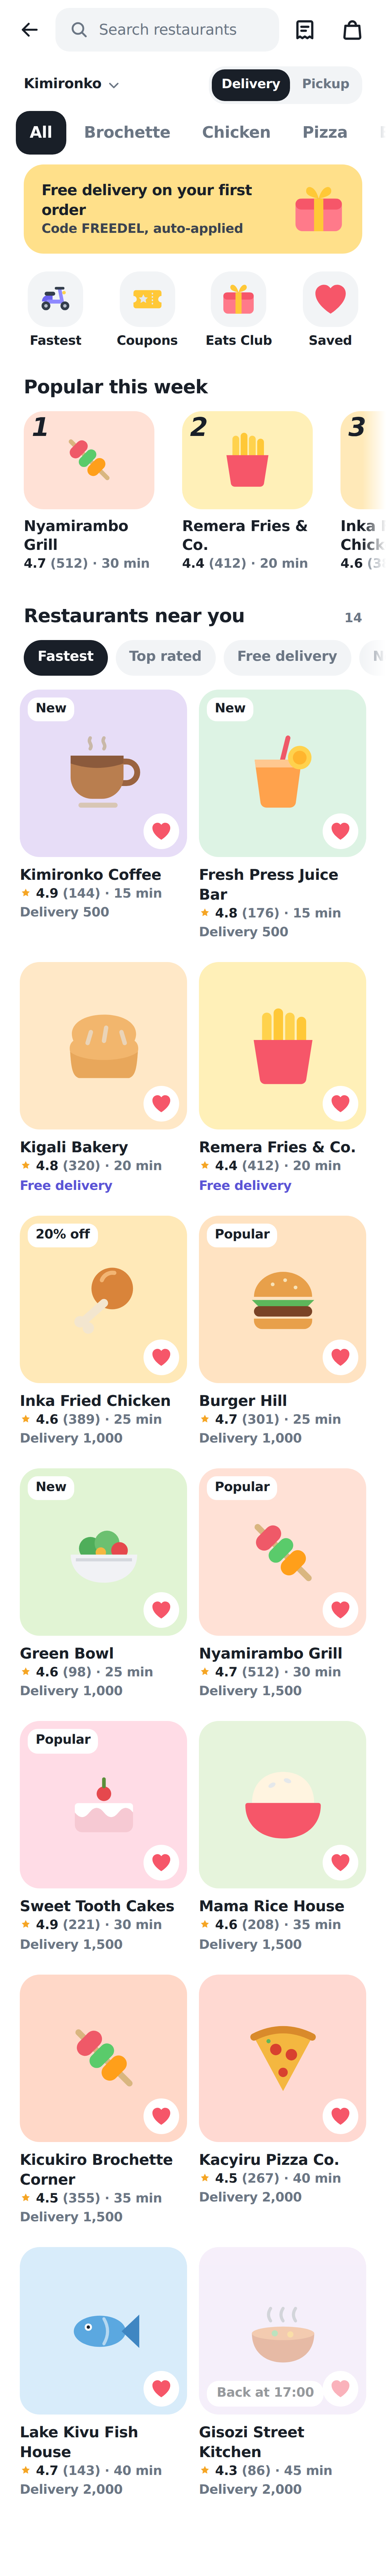 Search restaurants
Kimironko
Delivery
Pickup
All
Brochette
Chicken
Pizza
Free delivery on your first
order
Code FREEDEL, auto-applied
Fastest
Coupons
Eats Club
Saved
Popular this week
1
2
3
Nyamirambo
Grill
4.7 (512) · 30 min
Remera Fries &
Co.
4.4 (412) · 20 min
Inka
Chick
4.6
Restaurants near you
14
Fastest
Top rated
Free delivery
New
Kimironko Coffee
4.9 (144) · 15 min
Delivery 500
New
Fresh Press Juice
Bar
4.8 (176) · 15 min
Delivery 500
Kigali Bakery
4.8 (320) · 20 min
Free delivery
Remera Fries & Co.
4.4 (412) · 20 min
Free delivery
20% off
Inka Fried Chicken
4.6 (389) · 25 min
Delivery 1,000
Popular
Burger Hill
4.7 (301) · 25 min
Delivery 1,000
New
Green Bowl
4.6 (98) · 25 min
Delivery 1,000
Popular
Nyamirambo Grill
4.7 (512) · 30 min
Delivery 1,500
Popular
Sweet Tooth Cakes
4.9 (221) · 30 min
Delivery 1,500
Mama Rice House
4.6 (208) · 35 min
Delivery 1,500
Kicukiro Brochette
Corner
4.5 (355) · 35 min
Delivery 1,500
Kacyiru Pizza Co.
4.5 (267) · 40 min
Delivery 2,000
Lake Kivu Fish
House
4.7 (143) · 40 min
Delivery 2,000
Back at 17:00
Gisozi Street
Kitchen
4.3 (86) · 45 min
Delivery 2,000